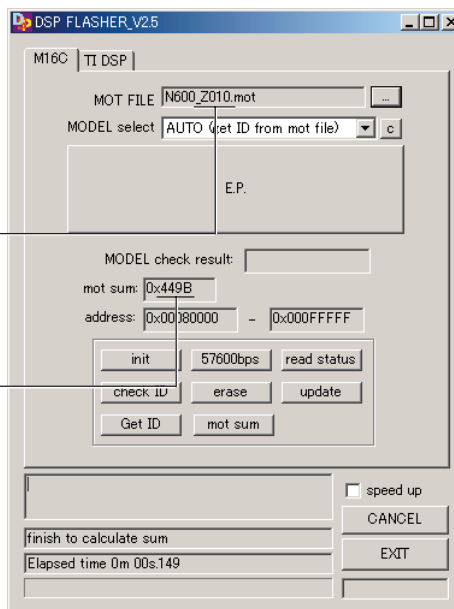 DSP FLASHER_V2.5
M16C
TI DSP
MOT FILE N600_Z010.mot ...
MODEL select AUTO (get ID from mot file) c
E.P.
MODEL check result:
mot sum: 0x449B
address: 0x00080000 - 0x000FFFFF
init 57600bps read status
check ID erase update
Get ID mot sum
speed up
CANCEL
finish to calculate sum
EXIT
Elapsed time 0m 00s.149